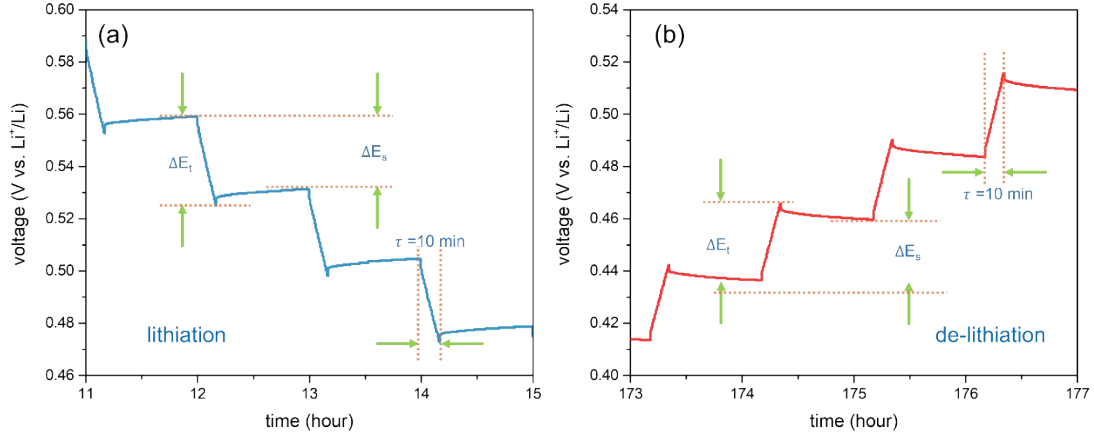 (a)
0.60
0.58
0.56
0.54
0.52
0.50
0.48
0.46
voltage (V vs. Li⁺/Li)
ΔEₜ
ΔEₛ
τ =10 min
lithiation
11
12
13
14
15
time (hour)
(b)
0.54
0.52
0.50
0.48
0.46
0.44
0.42
0.40
voltage (V vs. Li⁺/Li)
τ =10 min
ΔEₜ
ΔEₛ
de-lithiation
173
174
175
176
177
time (hour)